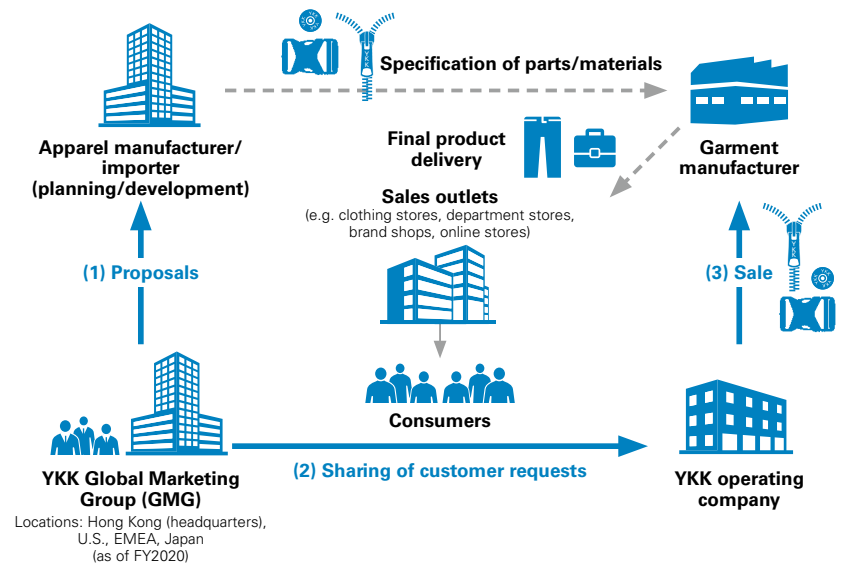 Specification of parts/materials
Apparel manufacturer/
importer
(planning/development)
Final product
delivery
Garment
manufacturer
Sales outlets
(e.g. clothing stores, department stores,
brand shops, online stores)
(1) Proposals
(3) Sale
Consumers
YKK Global Marketing
Group (GMG)
Locations: Hong Kong (headquarters),
U.S., EMEA, Japan
(as of FY2020)
(2) Sharing of customer requests
YKK operating
company